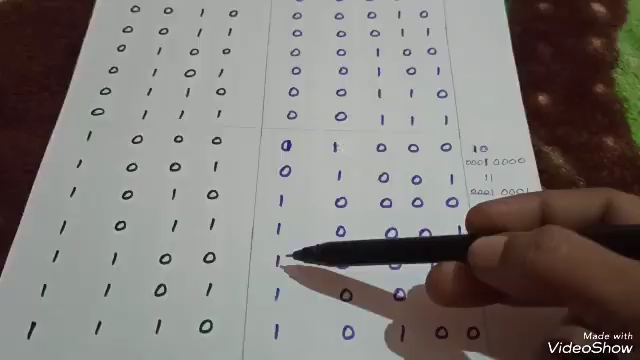 0 0 1 0 0 0 0 1 0
0 0 1 1 0 0 0 1 1
0 1 0 0 0 0 1 0 0
0 1 0 1 0 0 1 0 1
0 1 1 0 0 0 1 1 0
0 1 1 1 0 0 1 1 1
1 0 0 0 0 1 0 0 0 10
0001 0000
1 0 0 1 0 1 0 0 1 11
1 0 1 0 1 0 0 0 0 0001 0001
1 0 1 1 1 0 0 0 1
1 1 0 0 1
1 1 0 1 1 0 0
1 1 1 0 1 0 1 0 0
Made with
VideoShow